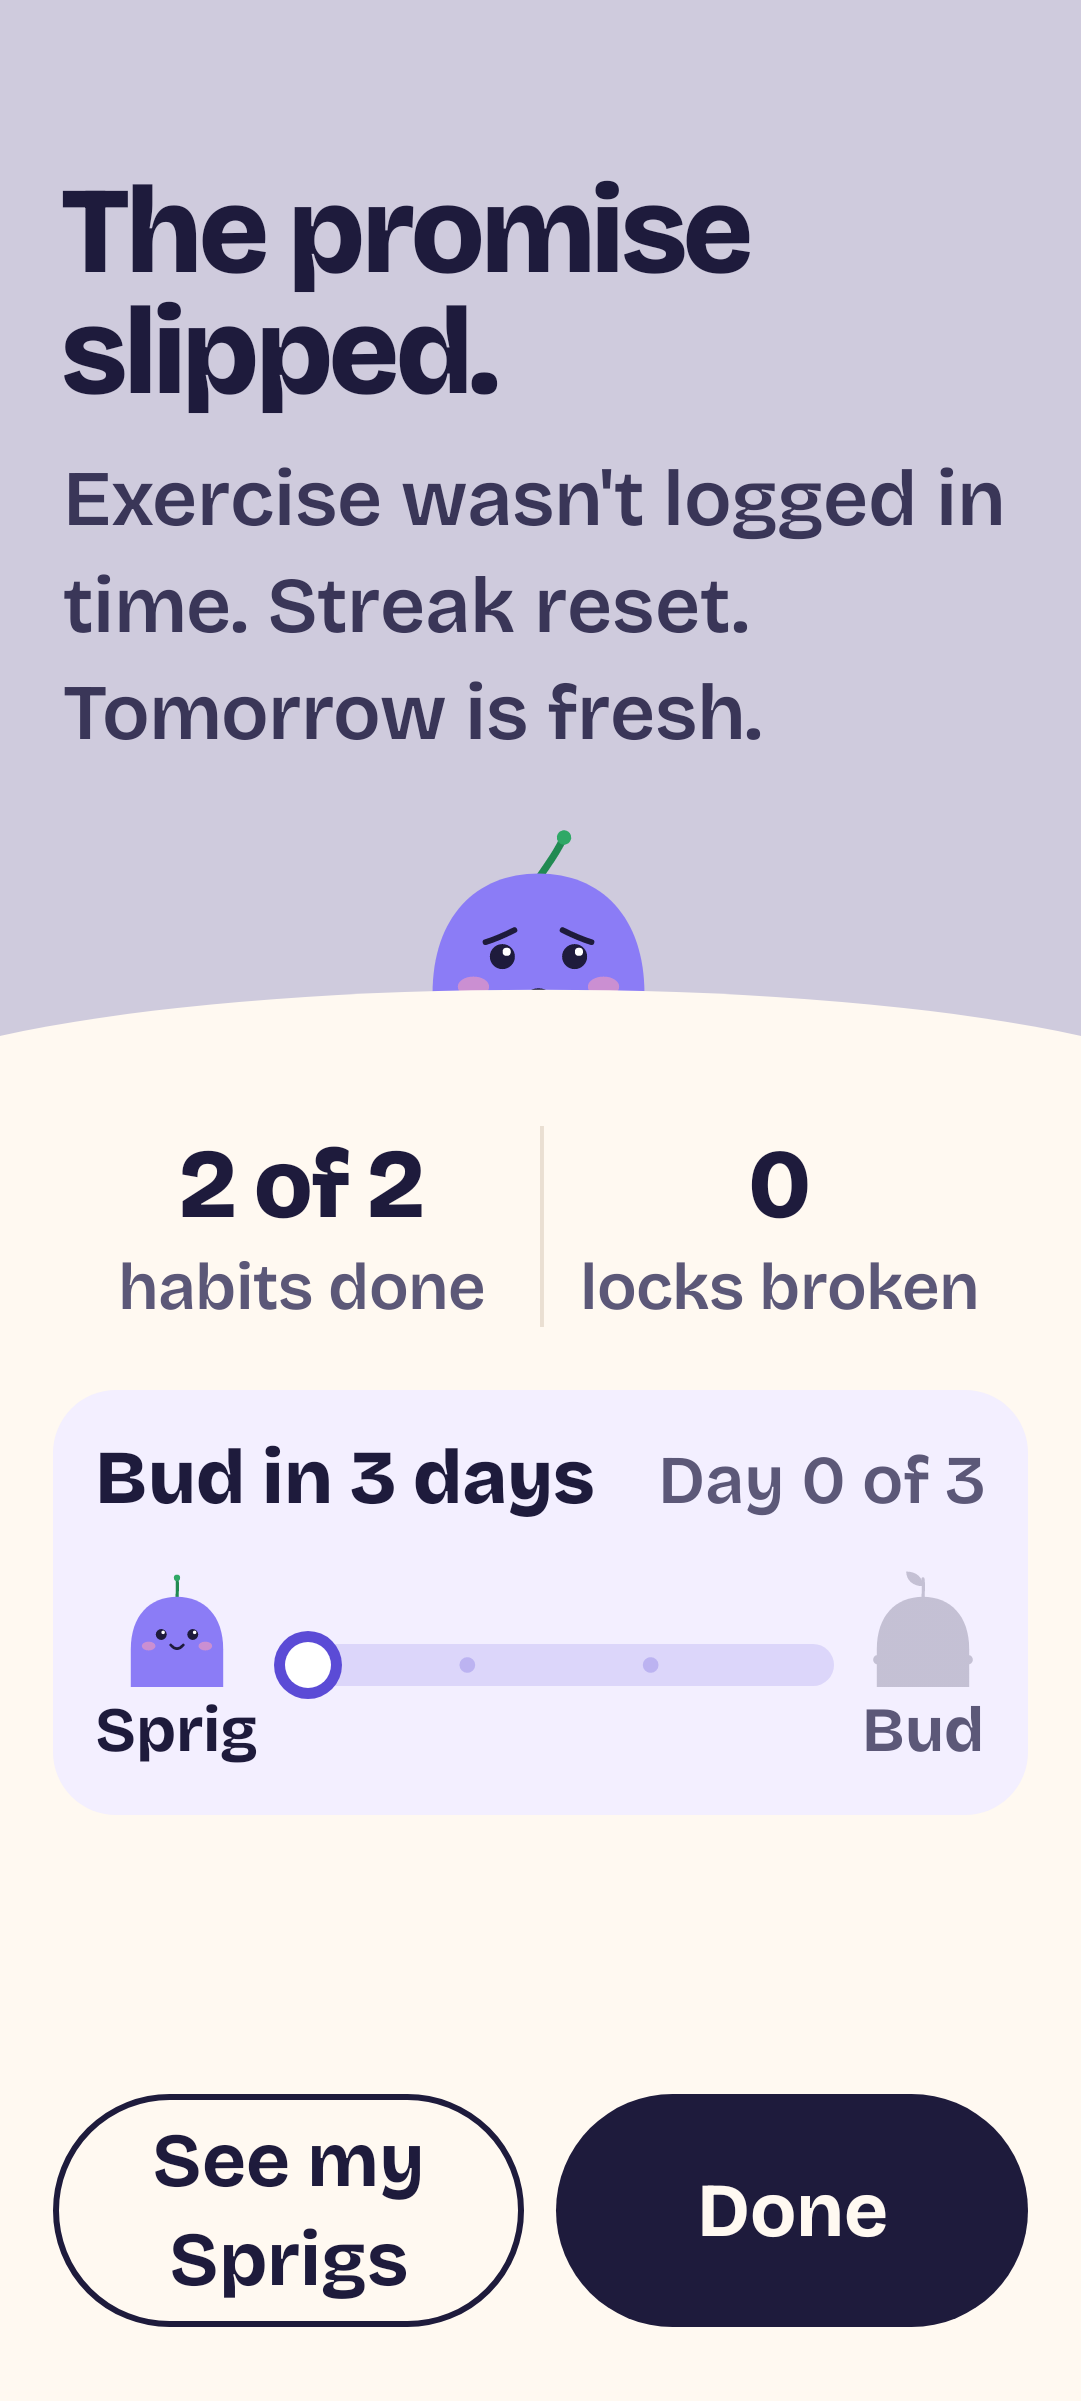 The promise
slipped.
Exercise wasn't logged in
time. Streak reset.
Tomorrow is fresh.
2 of 2
habits done
0
locks broken
Bud in 3 days
Day 0 of 3
Sprig
Bud
See my
Sprigs
Done